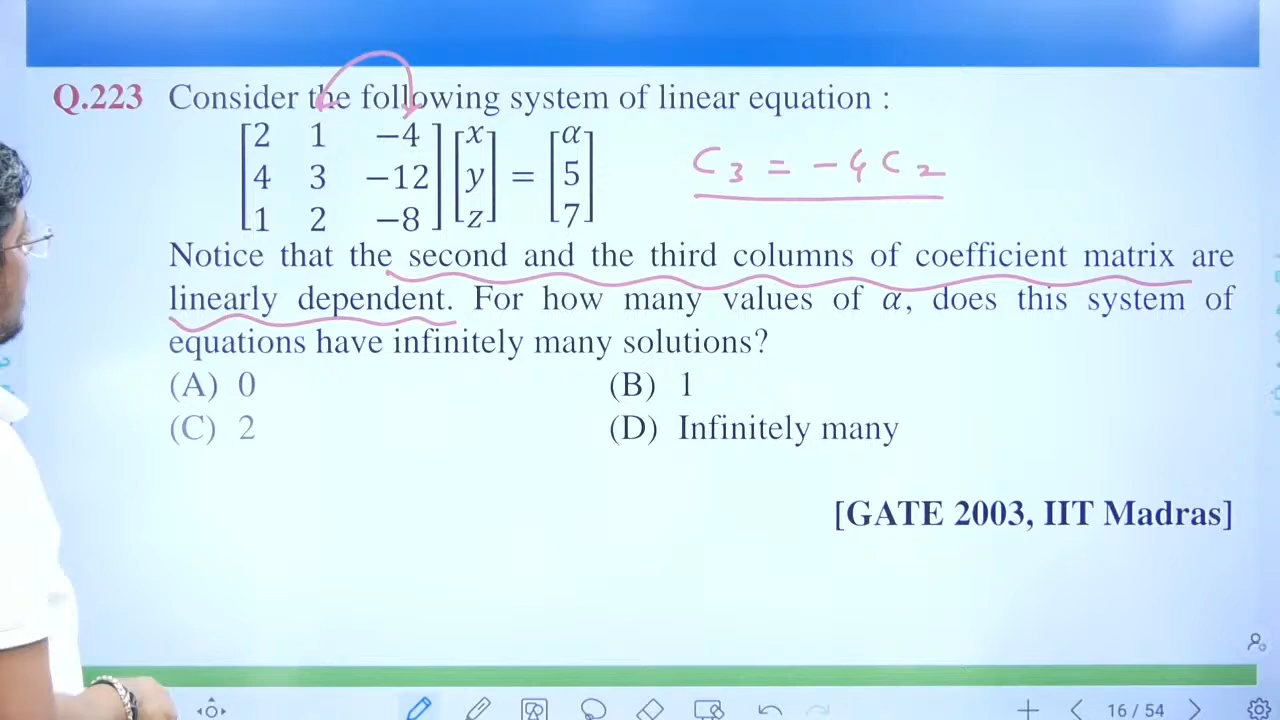 Q.223 Consider the following system of linear equation :
[2 1 −4] [x] = [α]
[4 3 −12] [y] = [5]
[1 2 −8] [z] = [7]
C3 = −4C2
Notice that the second and the third columns of coefficient matrix are
linearly dependent. For how many values of α, does this system of
equations have infinitely many solutions?
(A) 0 (B) 1
(C) 2 (D) Infinitely many
[GATE 2003, IIT Madras]
16 / 54